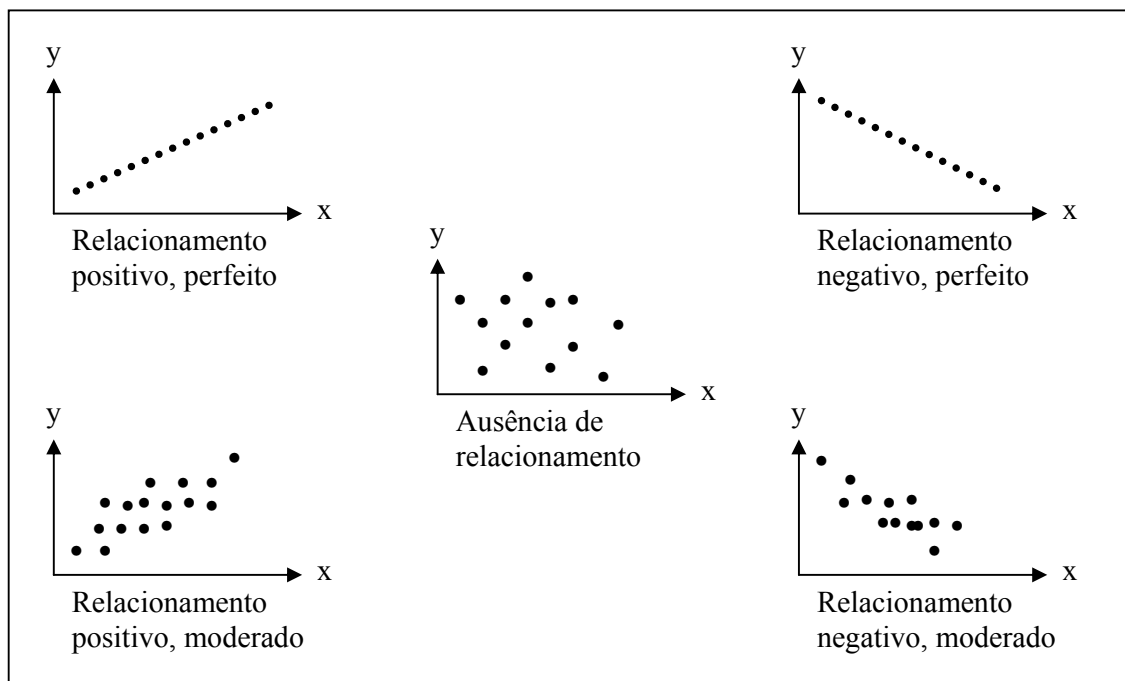 y
x
Relacionamento
positivo, perfeito
y
x
Relacionamento
negativo, perfeito
y
x
Ausência de
relacionamento
y
x
Relacionamento
positivo, moderado
y
x
Relacionamento
negativo, moderado